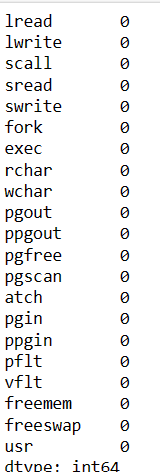 lread 0
lwrite 0
scall 0
sread 0
swrite 0
fork 0
exec 0
rchar 0
wchar 0
pgout 0
ppgout 0
pgfree 0
pgscan 0
atch 0
pgin 0
ppgin 0
pflt 0
vflt 0
freemem 0
freeswap 0
usr 0
dtype: int64